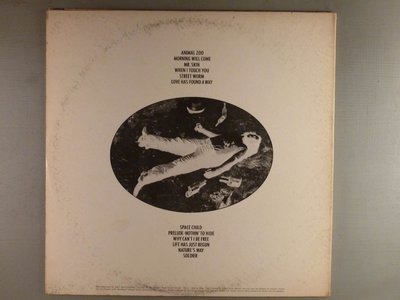 ANIMAL ZOO
MORNING WILL COME
MR. SKIN
WHEN I TOUCH YOU
STREET WORM
LOVE HAS FOUND A WAY
SPACE CHILD
PRELUDE-NOTHIN' TO HIDE
WHY CAN'T I BE FREE
LIFE HAS JUST BEGUN
NATURE'S WAY
SOLDIER